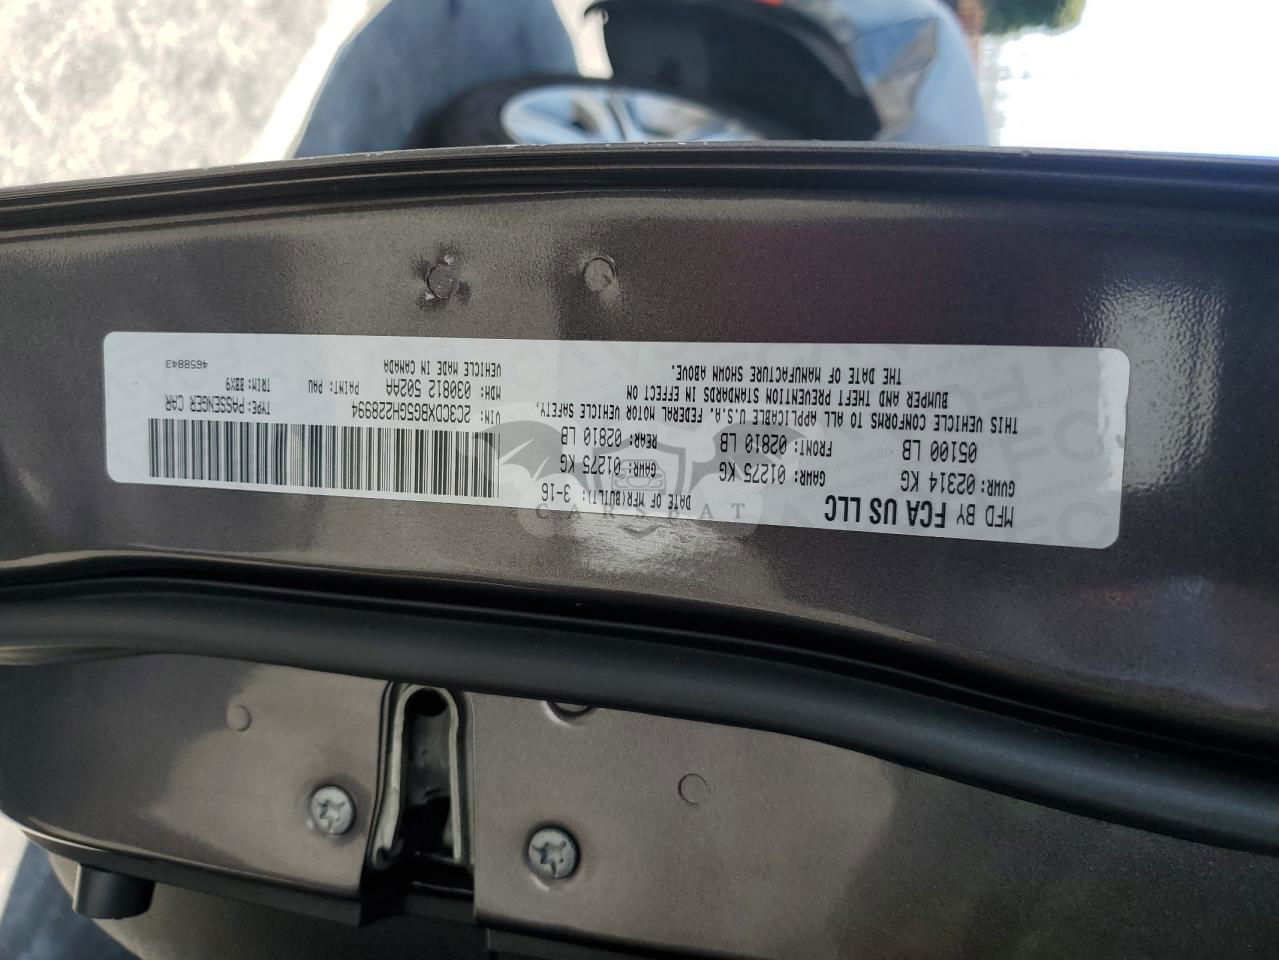 MFD BY FCA US LLC
DATE OF MFR(BUILT): 3-16
GVWR: 02314 KG
GAWR: 01275 KG
GAWR: 01275 KG
05100 LB
FRONT: 02810 LB
REAR: 02810 LB
THIS VEHICLE CONFORMS TO ALL APPLICABLE U.S.A. FEDERAL MOTOR VEHICLE SAFETY,
BUMPER AND THEFT PREVENTION STANDARDS IN EFFECT ON
THE DATE OF MANUFACTURE SHOWN ABOVE.
VIN: 2C3CDXBG5GH228994
TYPE: PASSENGER CAR
MDH: 030812 502AA
PAINT: PAU
TRIM: BBX9
VEHICLE MADE IN CANADA
4658843
CARSBAT